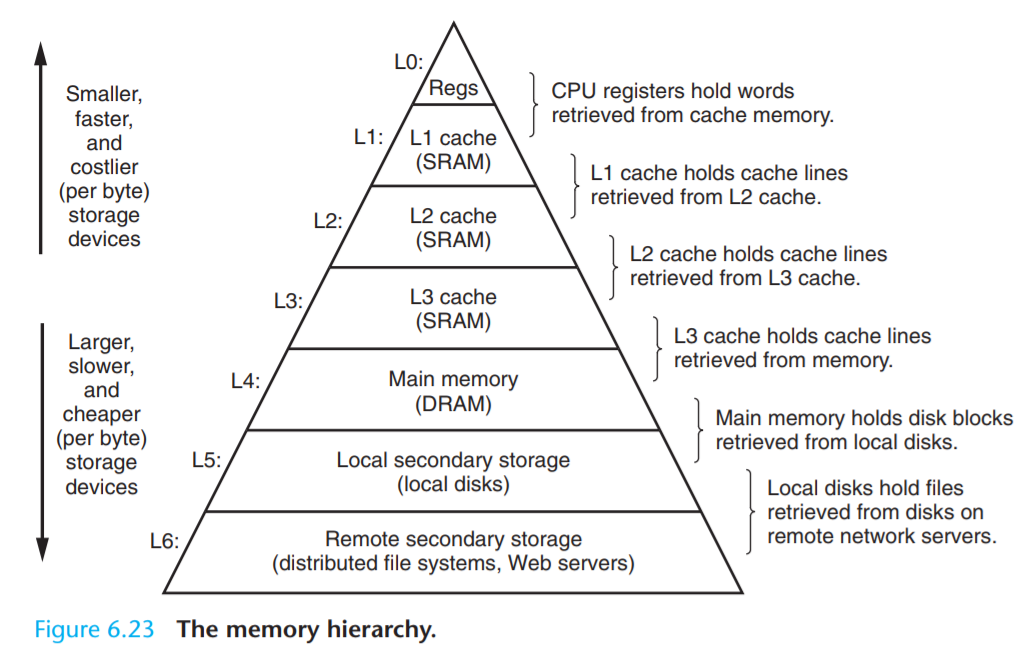 Smaller,
faster,
and
costlier
(per byte)
storage
devices
Larger,
slower,
and
cheaper
(per byte)
storage
devices
L0:
Regs
L1:
L1 cache
(SRAM)
L2:
L2 cache
(SRAM)
L3:
L3 cache
(SRAM)
L4:
Main memory
(DRAM)
L5:
Local secondary storage
(local disks)
L6:
Remote secondary storage
(distributed file systems, Web servers)
CPU registers hold words
retrieved from cache memory.
L1 cache holds cache lines
retrieved from L2 cache.
L2 cache holds cache lines
retrieved from L3 cache.
L3 cache holds cache lines
retrieved from memory.
Main memory holds disk blocks
retrieved from local disks.
Local disks hold files
retrieved from disks on
remote network servers.
Figure 6.23 The memory hierarchy.